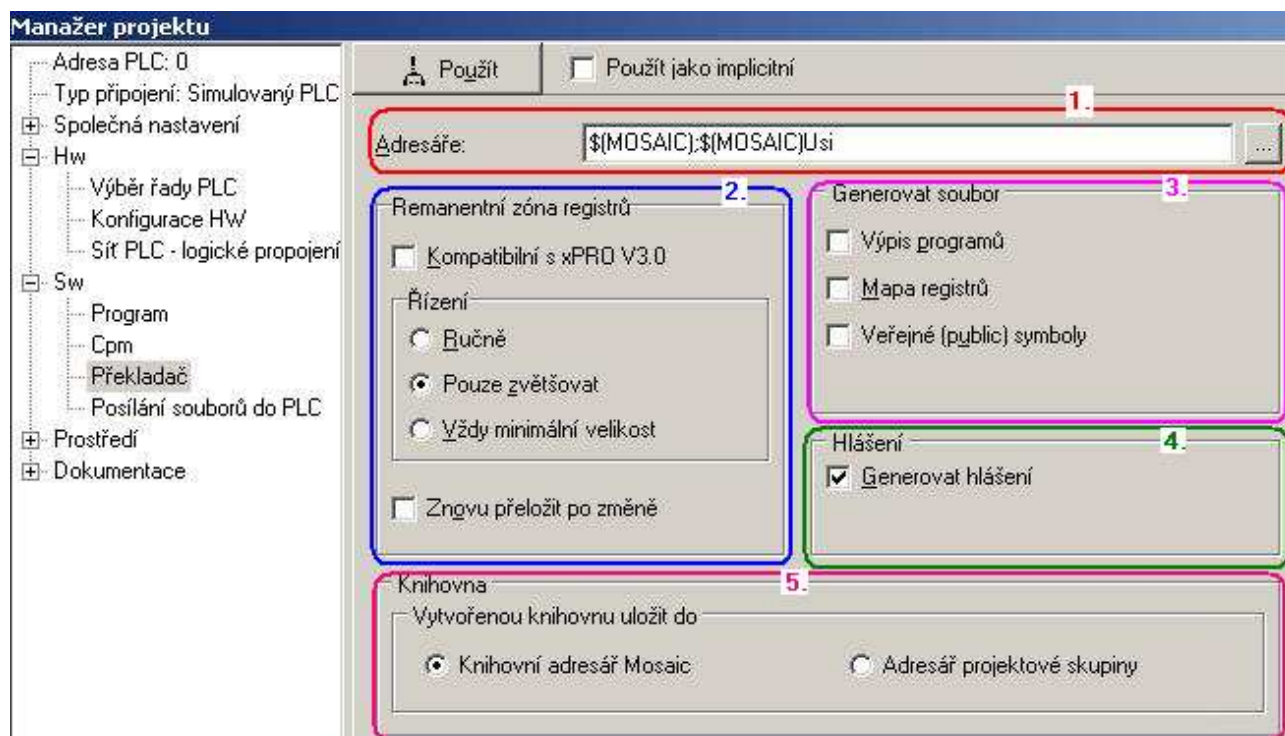 Manažer projektu
Adresa PLC: 0
Typ připojení: Simulovaný PLC
Společná nastavení
Hw
Výběr řady PLC
Konfigurace HW
Síť PLC - logické propojení
Sw
Program
Cpm
Překladač
Posílání souborů do PLC
Prostředí
Dokumentace
Použít
Použít jako implicitní
1.
Adresáře:
$(MOSAIC);$(MOSAIC)Usi
...
2.
Remanentní zóna registrů
Kompatibilní s xPRO V3.0
Řízení
Ručně
Pouze zvětšovat
Vždy minimální velikost
Znovu přeložit po změně
3.
Generovat soubor
Výpis programů
Mapa registrů
Veřejné (public) symboly
4.
Hlášení
Generovat hlášení
5.
Knihovna
Vytvořenou knihovnu uložit do
Knihovní adresář Mosaic
Adresář projektové skupiny